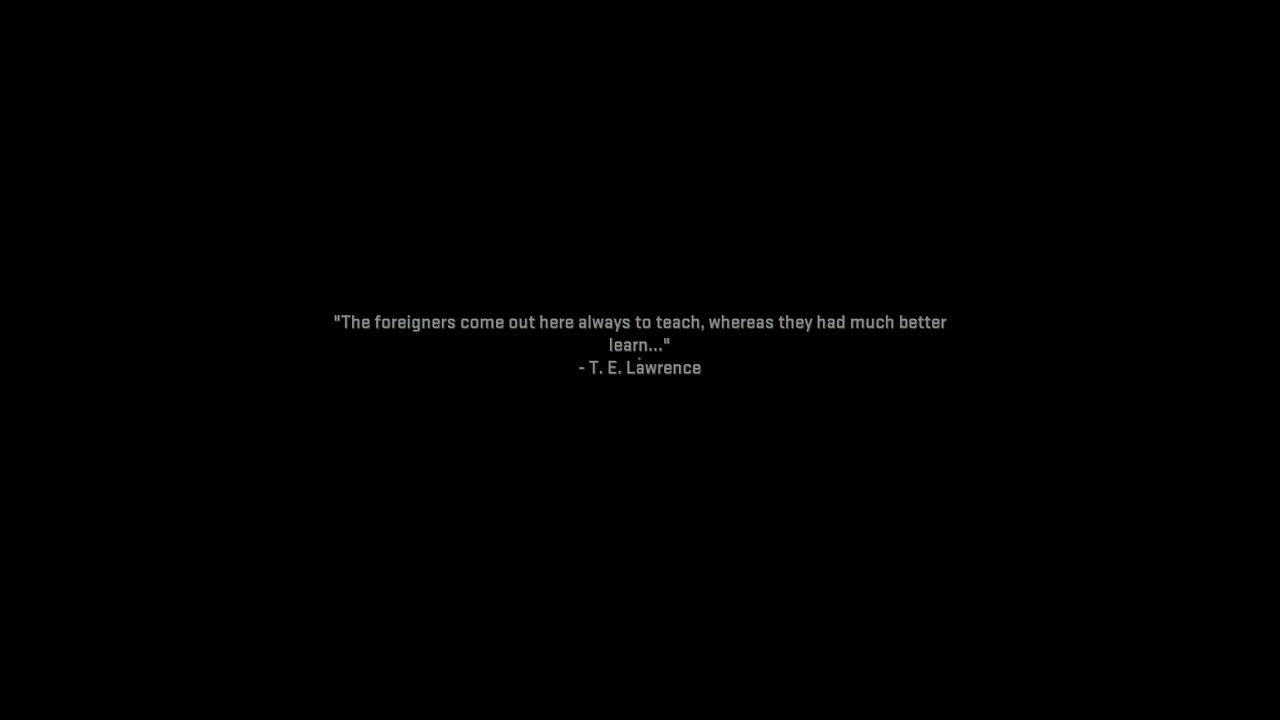 "The foreigners come out here always to teach, whereas they had much better
learn..."
- T. E. Lawrence